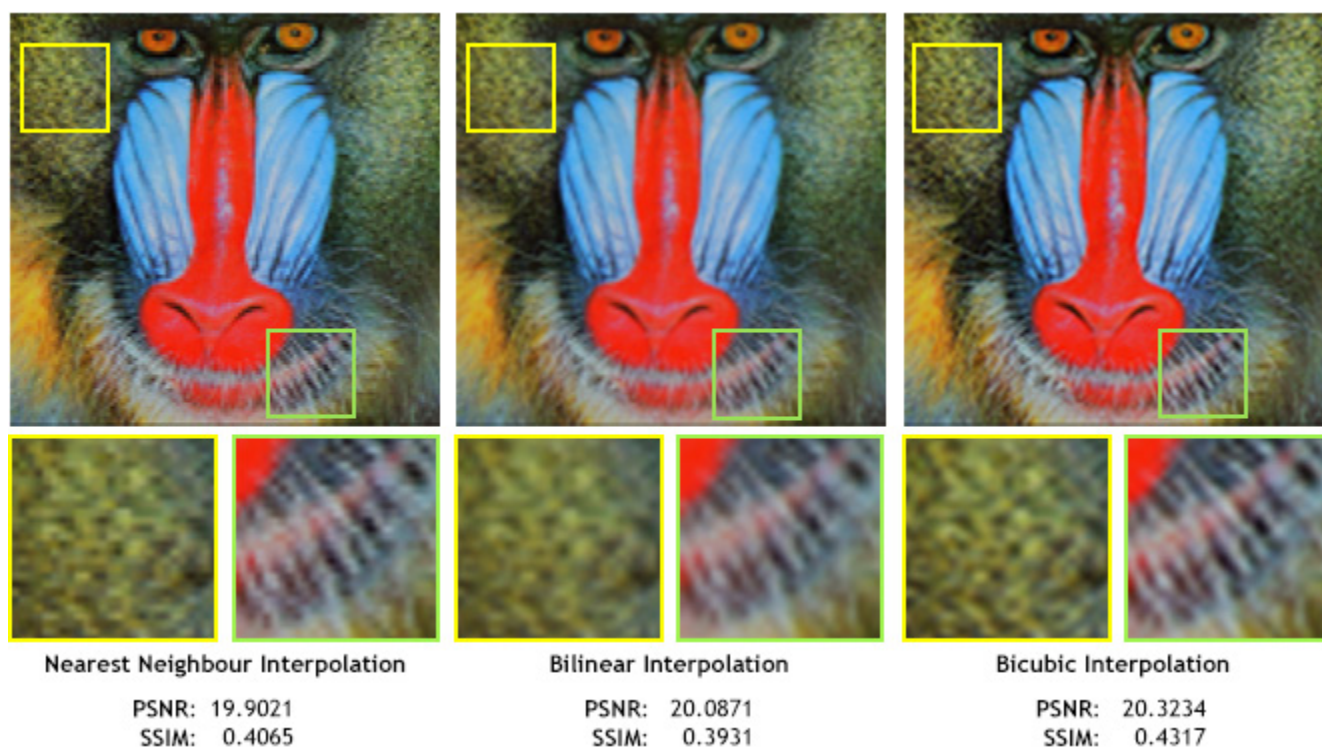 Nearest Neighbour Interpolation
PSNR: 19.9021
SSIM: 0.4065
Bilinear Interpolation
PSNR: 20.0871
SSIM: 0.3931
Bicubic Interpolation
PSNR: 20.3234
SSIM: 0.4317